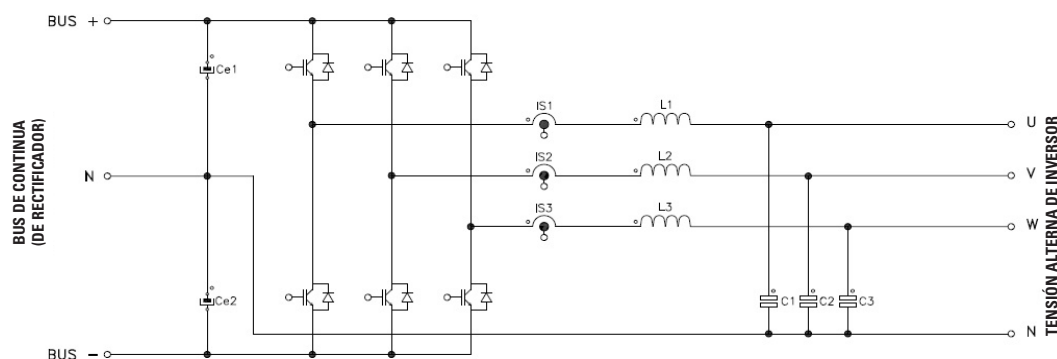 BUS +
Ce1
IS1
L1
U
IS2
L2
V
N
IS3
L3
W
Ce2
C1
C2
C3
N
BUS −
BUS DE CONTINUA
(DE RECTIFICADOR)
TENSIÓN ALTERNA DE INVERSOR